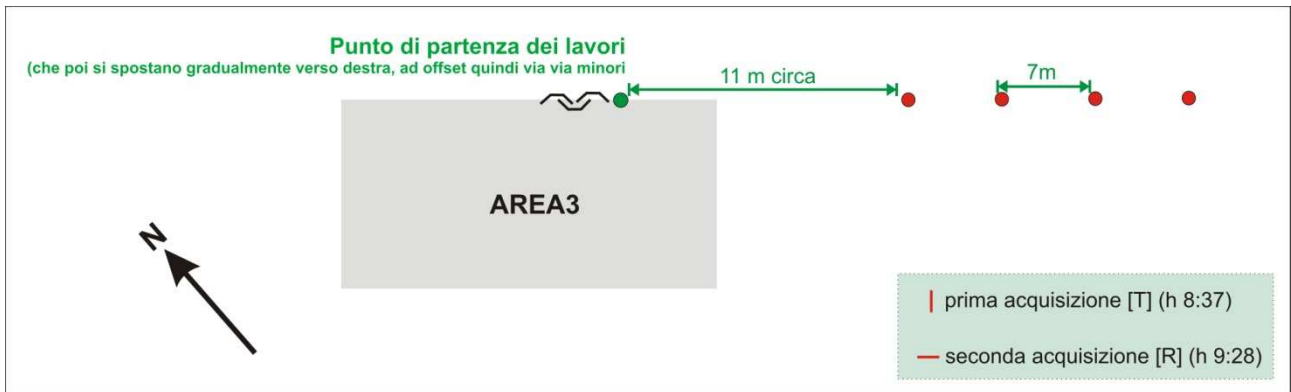 Punto di partenza dei lavori
(che poi si spostano gradualmente verso destra, ad offset quindi via via minori
11 m circa
7m
AREA3
N
prima acquisizione [T] (h 8:37)
seconda acquisizione [R] (h 9:28)